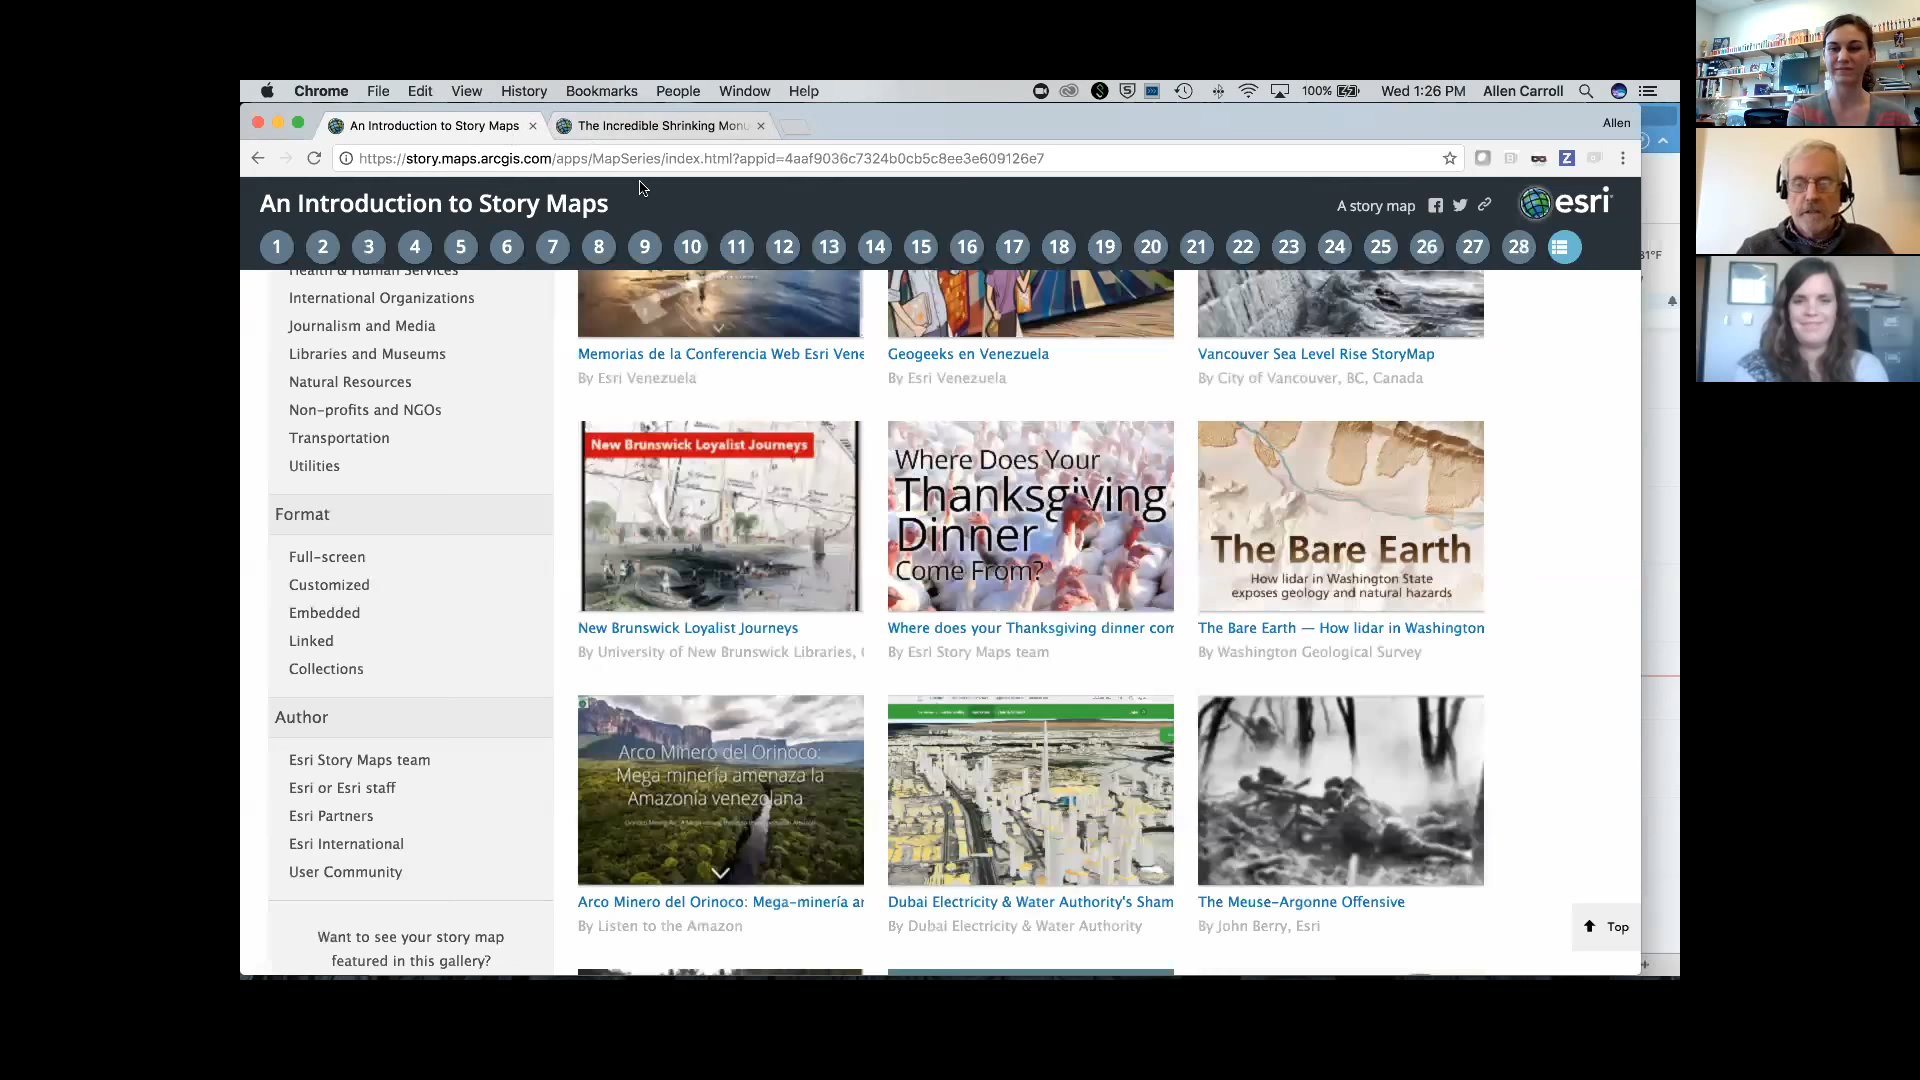 Chrome File Edit View History Bookmarks People Window Help
100% Wed 1:26 PM Allen Carroll
An Introduction to Story Maps
The Incredible Shrinking Monu
Allen
https://story.maps.arcgis.com/apps/MapSeries/index.html?appid=4aaf9036c7324b0cb5c8ee3e609126e7
An Introduction to Story Maps
A story map
esri
1 2 3 4 5 6 7 8 9 10 11 12 13 14 15 16 17 18 19 20 21 22 23 24 25 26 27 28
Health & Human Services
International Organizations
Journalism and Media
Libraries and Museums
Natural Resources
Non-profits and NGOs
Transportation
Utilities
Format
Full-screen
Customized
Embedded
Linked
Collections
Author
Esri Story Maps team
Esri or Esri staff
Esri Partners
Esri International
User Community
Want to see your story map
featured in this gallery?
Memorias de la Conferencia Web Esri Vene
By Esri Venezuela
Geogeeks en Venezuela
By Esri Venezuela
Vancouver Sea Level Rise StoryMap
By City of Vancouver, BC, Canada
New Brunswick Loyalist Journeys
New Brunswick Loyalist Journeys
By University of New Brunswick Libraries,
Where Does Your
Thanksgiving
Dinner
Come From?
Where does your Thanksgiving dinner com
By Esri Story Maps team
The Bare Earth
How lidar in Washington State
exposes geology and natural hazards
The Bare Earth — How lidar in Washington
By Washington Geological Survey
Arco Minero del Orinoco:
Mega-minería amenaza la
Amazonía venezolana
Arco Minero del Orinoco: Mega-minería ar
By Listen to the Amazon
Dubai Electricity & Water Authority's Sham
By Dubai Electricity & Water Authority
The Meuse-Argonne Offensive
By John Berry, Esri
Top